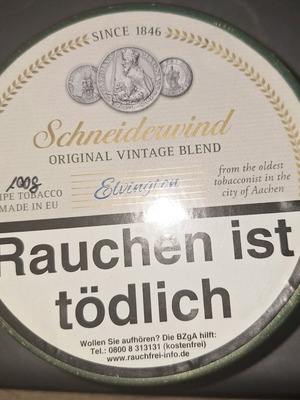 SINCE 1846
Schneiderwind
ORIGINAL VINTAGE BLEND
100g
PIPE TOBACCO
MADE IN EU
Elvington
from the oldest
tobacconist in the
city of Aachen
Rauchen ist
tödlich
Wollen Sie aufhören? Die BZgA hilft:
Tel.: 0800 8 313131 (kostenfrei)
www.rauchfrei-info.de